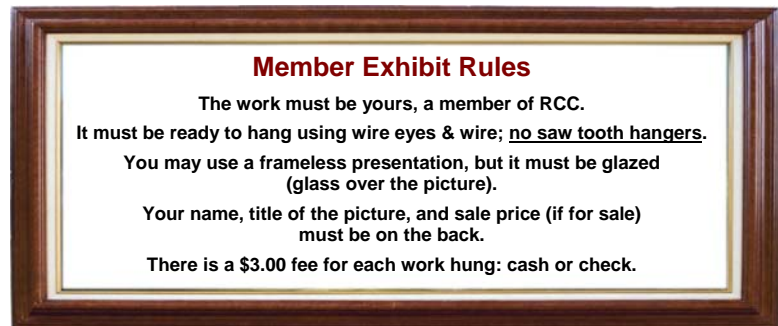 Member Exhibit Rules
The work must be yours, a member of RCC.
It must be ready to hang using wire eyes & wire; no saw tooth hangers.
You may use a frameless presentation, but it must be glazed
(glass over the picture).
Your name, title of the picture, and sale price (if for sale)
must be on the back.
There is a $3.00 fee for each work hung: cash or check.